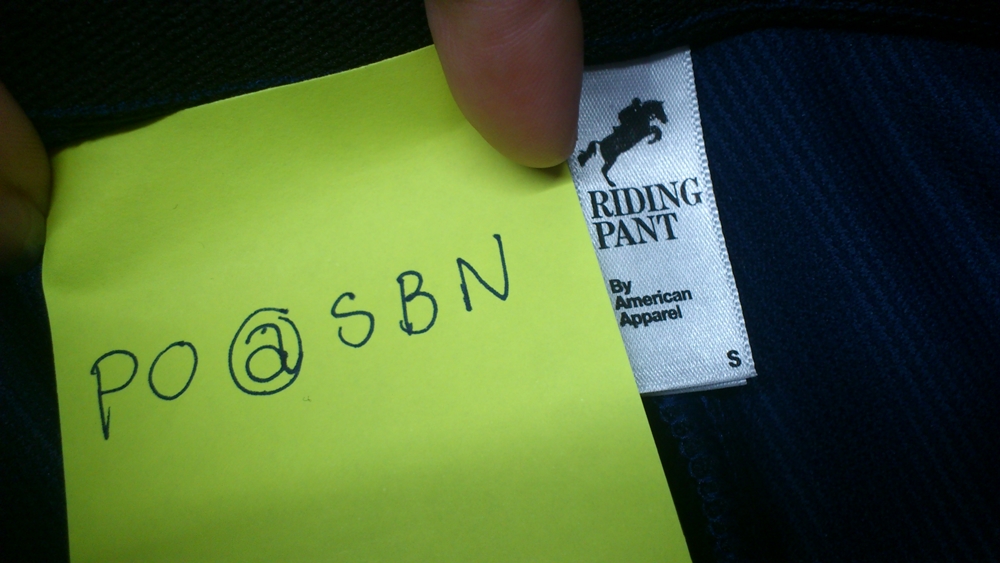 PO @ SBN
RIDING
PANT
By
American
Apparel
S